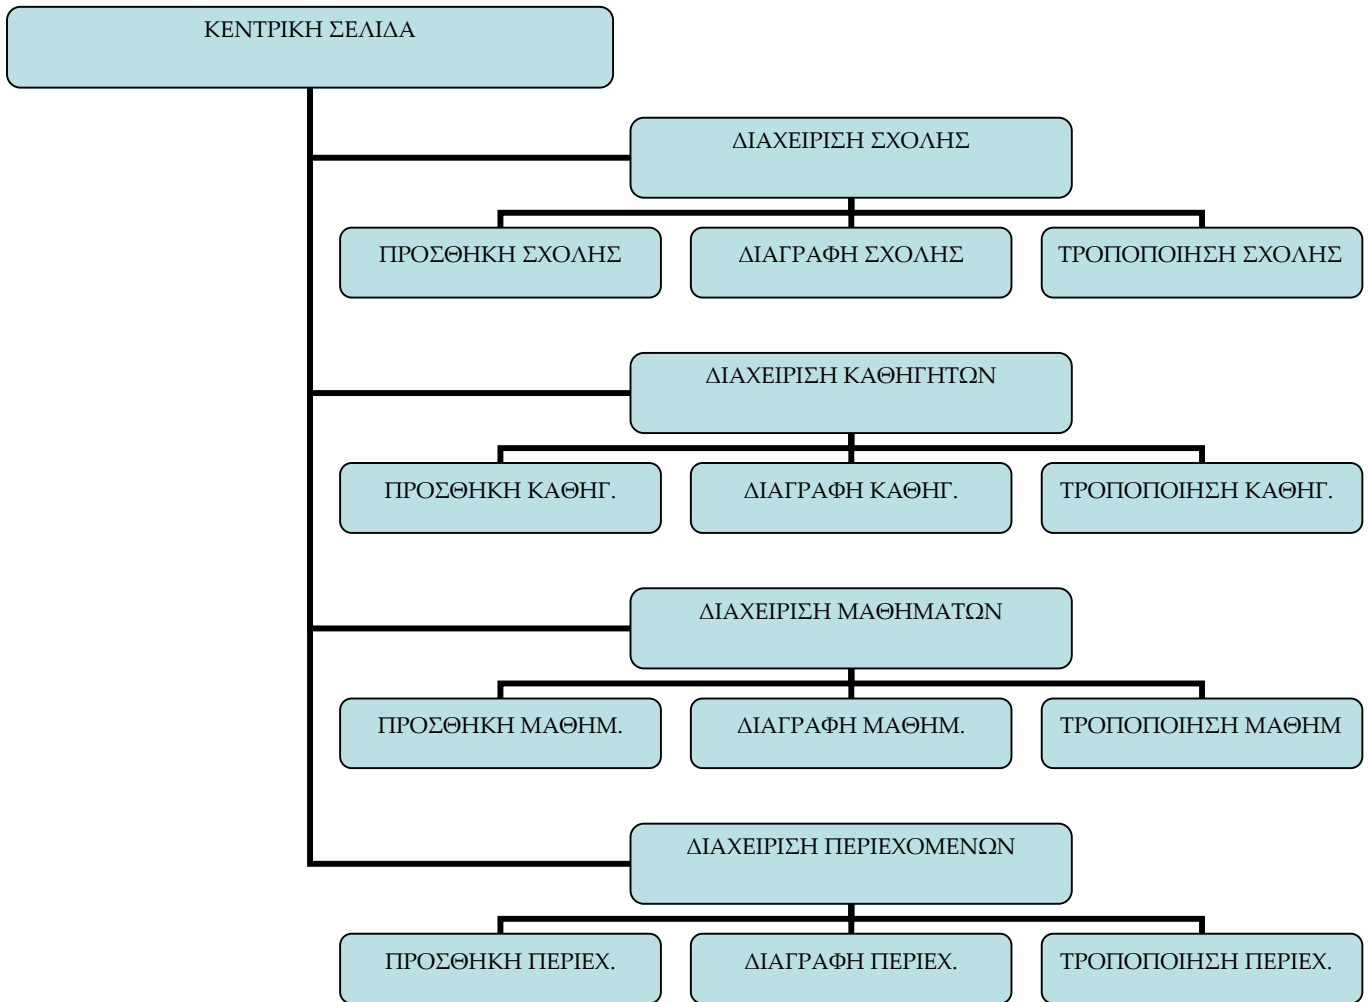 ΚΕΝΤΡΙΚΗ ΣΕΛΙΔΑ
ΔΙΑΧΕΙΡΙΣΗ ΣΧΟΛΗΣ
ΠΡΟΣΘΗΚΗ ΣΧΟΛΗΣ
ΔΙΑΓΡΑΦΗ ΣΧΟΛΗΣ
ΤΡΟΠΟΠΟΙΗΣΗ ΣΧΟΛΗΣ
ΔΙΑΧΕΙΡΙΣΗ ΚΑΘΗΓΗΤΩΝ
ΠΡΟΣΘΗΚΗ ΚΑΘΗΓ.
ΔΙΑΓΡΑΦΗ ΚΑΘΗΓ.
ΤΡΟΠΟΠΟΙΗΣΗ ΚΑΘΗΓ.
ΔΙΑΧΕΙΡΙΣΗ ΜΑΘΗΜΑΤΩΝ
ΠΡΟΣΘΗΚΗ ΜΑΘΗΜ.
ΔΙΑΓΡΑΦΗ ΜΑΘΗΜ.
ΤΡΟΠΟΠΟΙΗΣΗ ΜΑΘΗΜ
ΔΙΑΧΕΙΡΙΣΗ ΠΕΡΙΕΧΟΜΕΝΩΝ
ΠΡΟΣΘΗΚΗ ΠΕΡΙΕΧ.
ΔΙΑΓΡΑΦΗ ΠΕΡΙΕΧ.
ΤΡΟΠΟΠΟΙΗΣΗ ΠΕΡΙΕΧ.